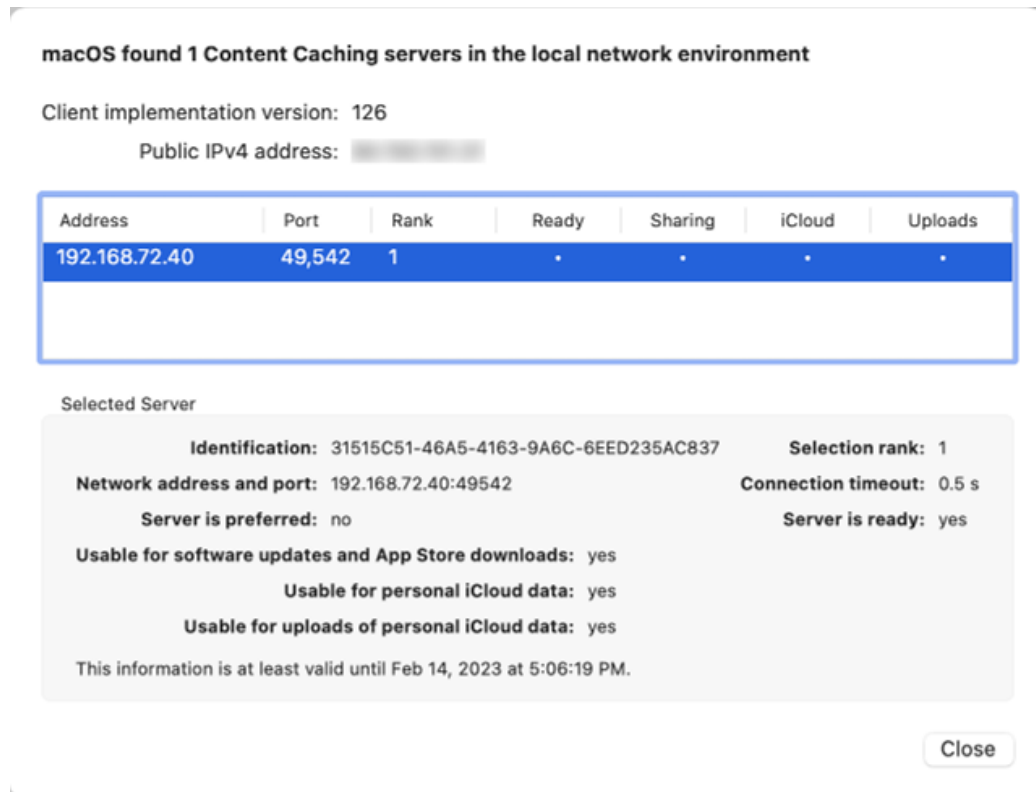 macOS found 1 Content Caching servers in the local network environment
Client implementation version: 126
Public IPv4 address:
Address Port Rank Ready Sharing iCloud Uploads
192.168.72.40 49,542 1 • • • •
Selected Server
Identification: 31515C51-46A5-4163-9A6C-6EED235AC837 Selection rank: 1
Network address and port: 192.168.72.40:49542 Connection timeout: 0.5 s
Server is preferred: no Server is ready: yes
Usable for software updates and App Store downloads: yes
Usable for personal iCloud data: yes
Usable for uploads of personal iCloud data: yes
This information is at least valid until Feb 14, 2023 at 5:06:19 PM.
Close